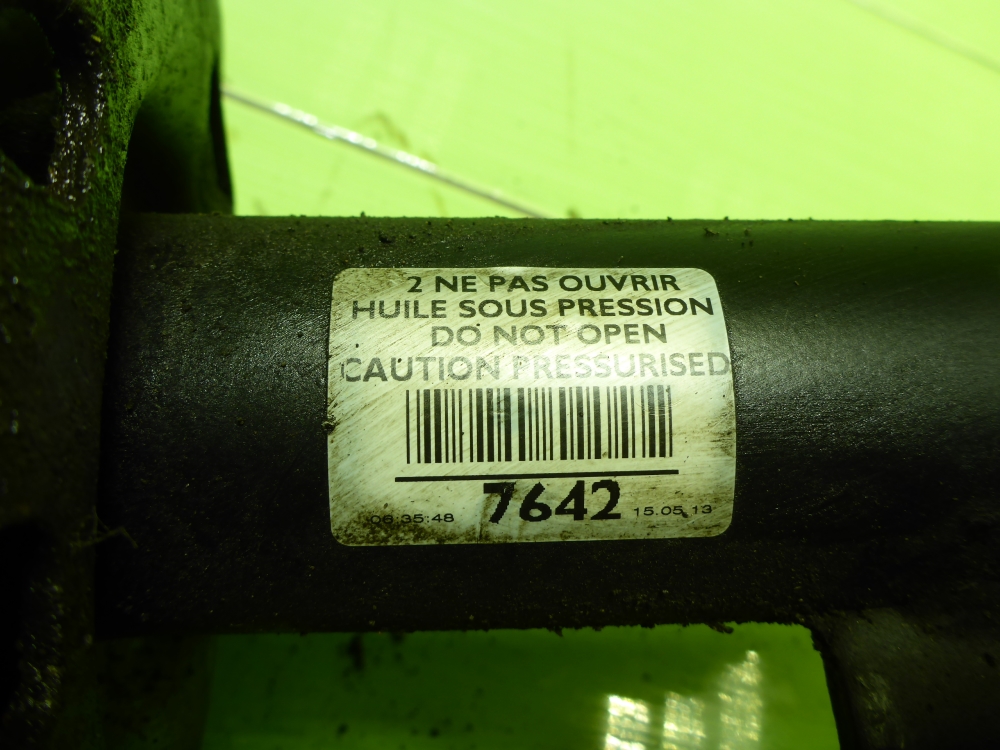 2 NE PAS OUVRIR
HUILE SOUS PRESSION
DO NOT OPEN
CAUTION PRESSURISED
06:35:48 7642 15.05.13